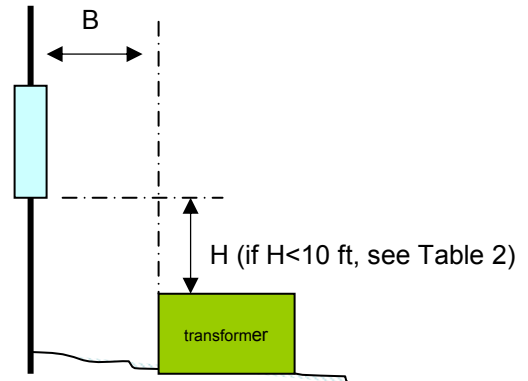 B
H (if H<10 ft, see Table 2)
transformer